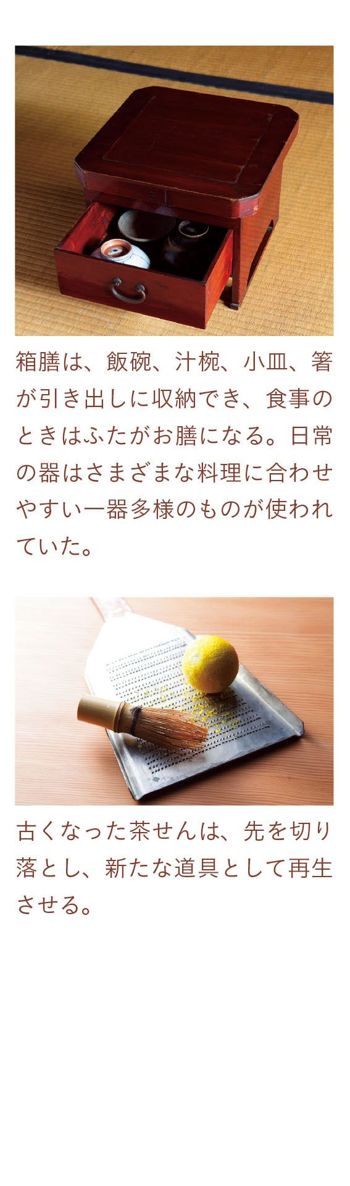 箱膳は、飯碗、汁椀、小皿、箸
が引き出しに収納でき、食事の
ときはふたがお膳になる。日常
の器はさまざまな料理に合わせ
やすい一器多様のものが使われ
ていた。
古くなった茶せんは、先を切り
落とし、新たな道具として再生
させる。